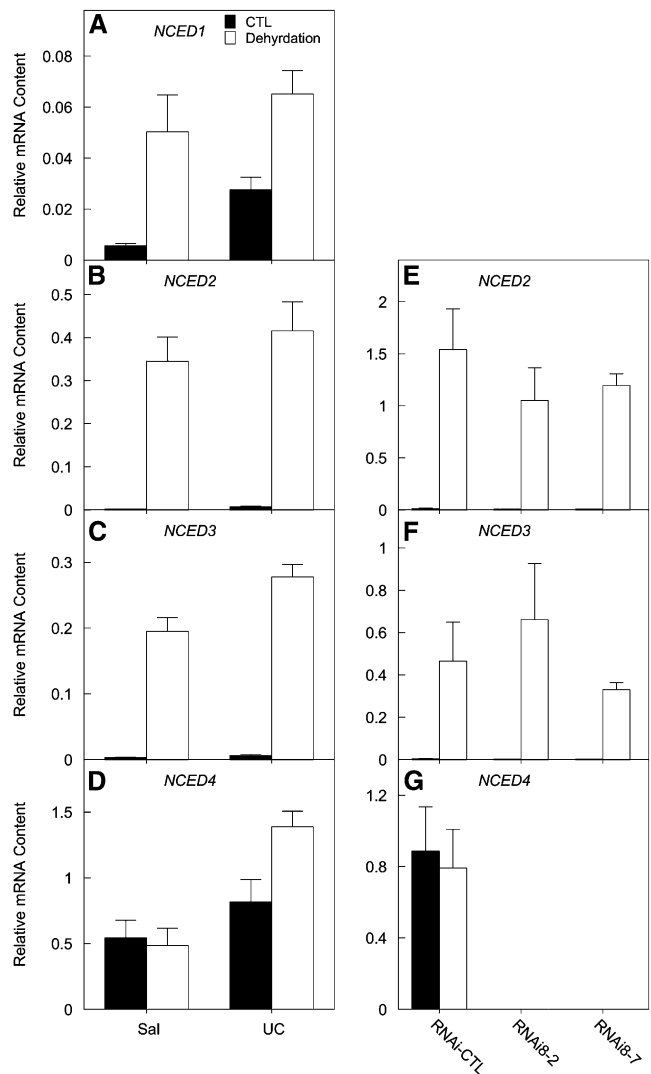 A
NCED1
CTL
Dehyrdation
Relative mRNA Content
0.08
0.06
0.04
0.02
0
B
NCED2
Relative mRNA Content
0.5
0.4
0.3
0.2
0.1
0
C
NCED3
Relative mRNA Content
0.3
0.2
0.1
0
D
NCED4
Relative mRNA Content
1.5
1
0.5
0
Sal
UC
E
NCED2
2
1.5
1
0.5
0
F
NCED3
1
0.8
0.6
0.4
0.2
0
G
NCED4
1.2
0.8
0.4
0
RNAi-CTL
RNAi8-2
RNAi8-7